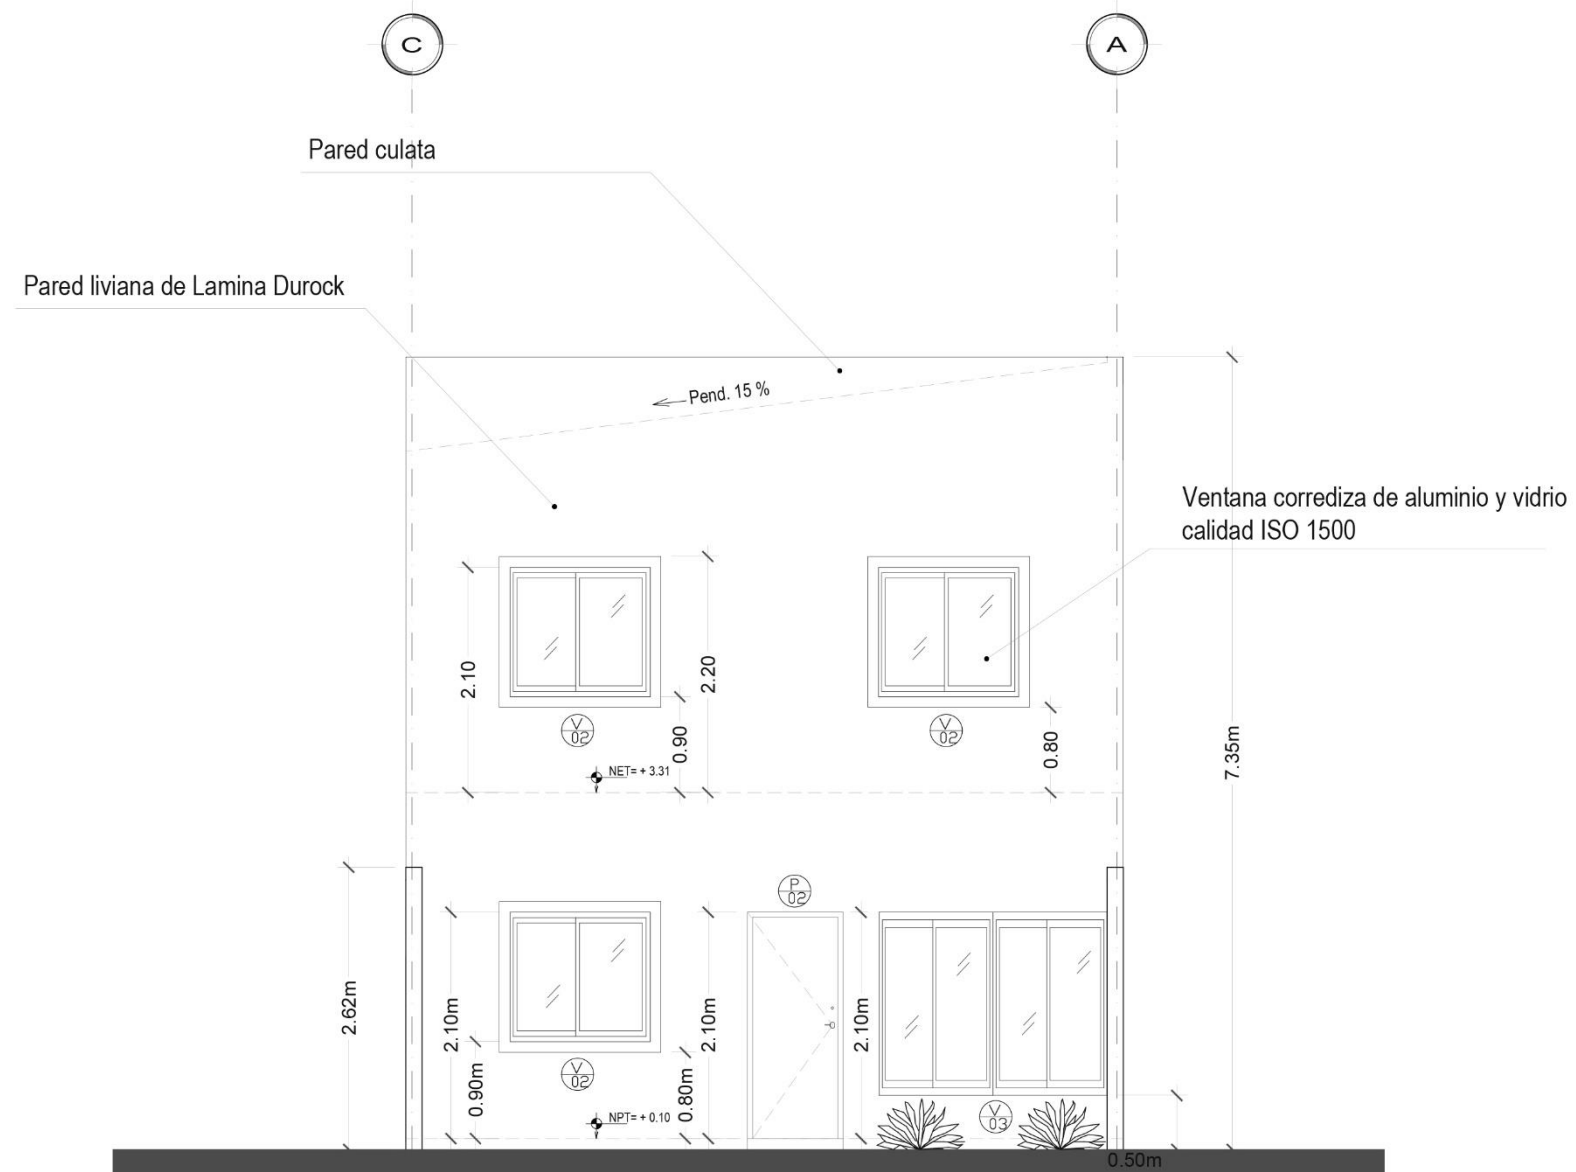 C
A
Pared culata
Pared liviana de Lamina Durock
Pend. 15 %
Ventana corrediza de aluminio y vidrio
calidad ISO 1500
2.10
2.20
V
02
0.90
V
02
0.80
7.35m
NET= + 3.31
P
02
2.62m
2.10m
2.10m
2.10m
V
02
0.90m
0.80m
NPT= + 0.10
V
03
0.50m